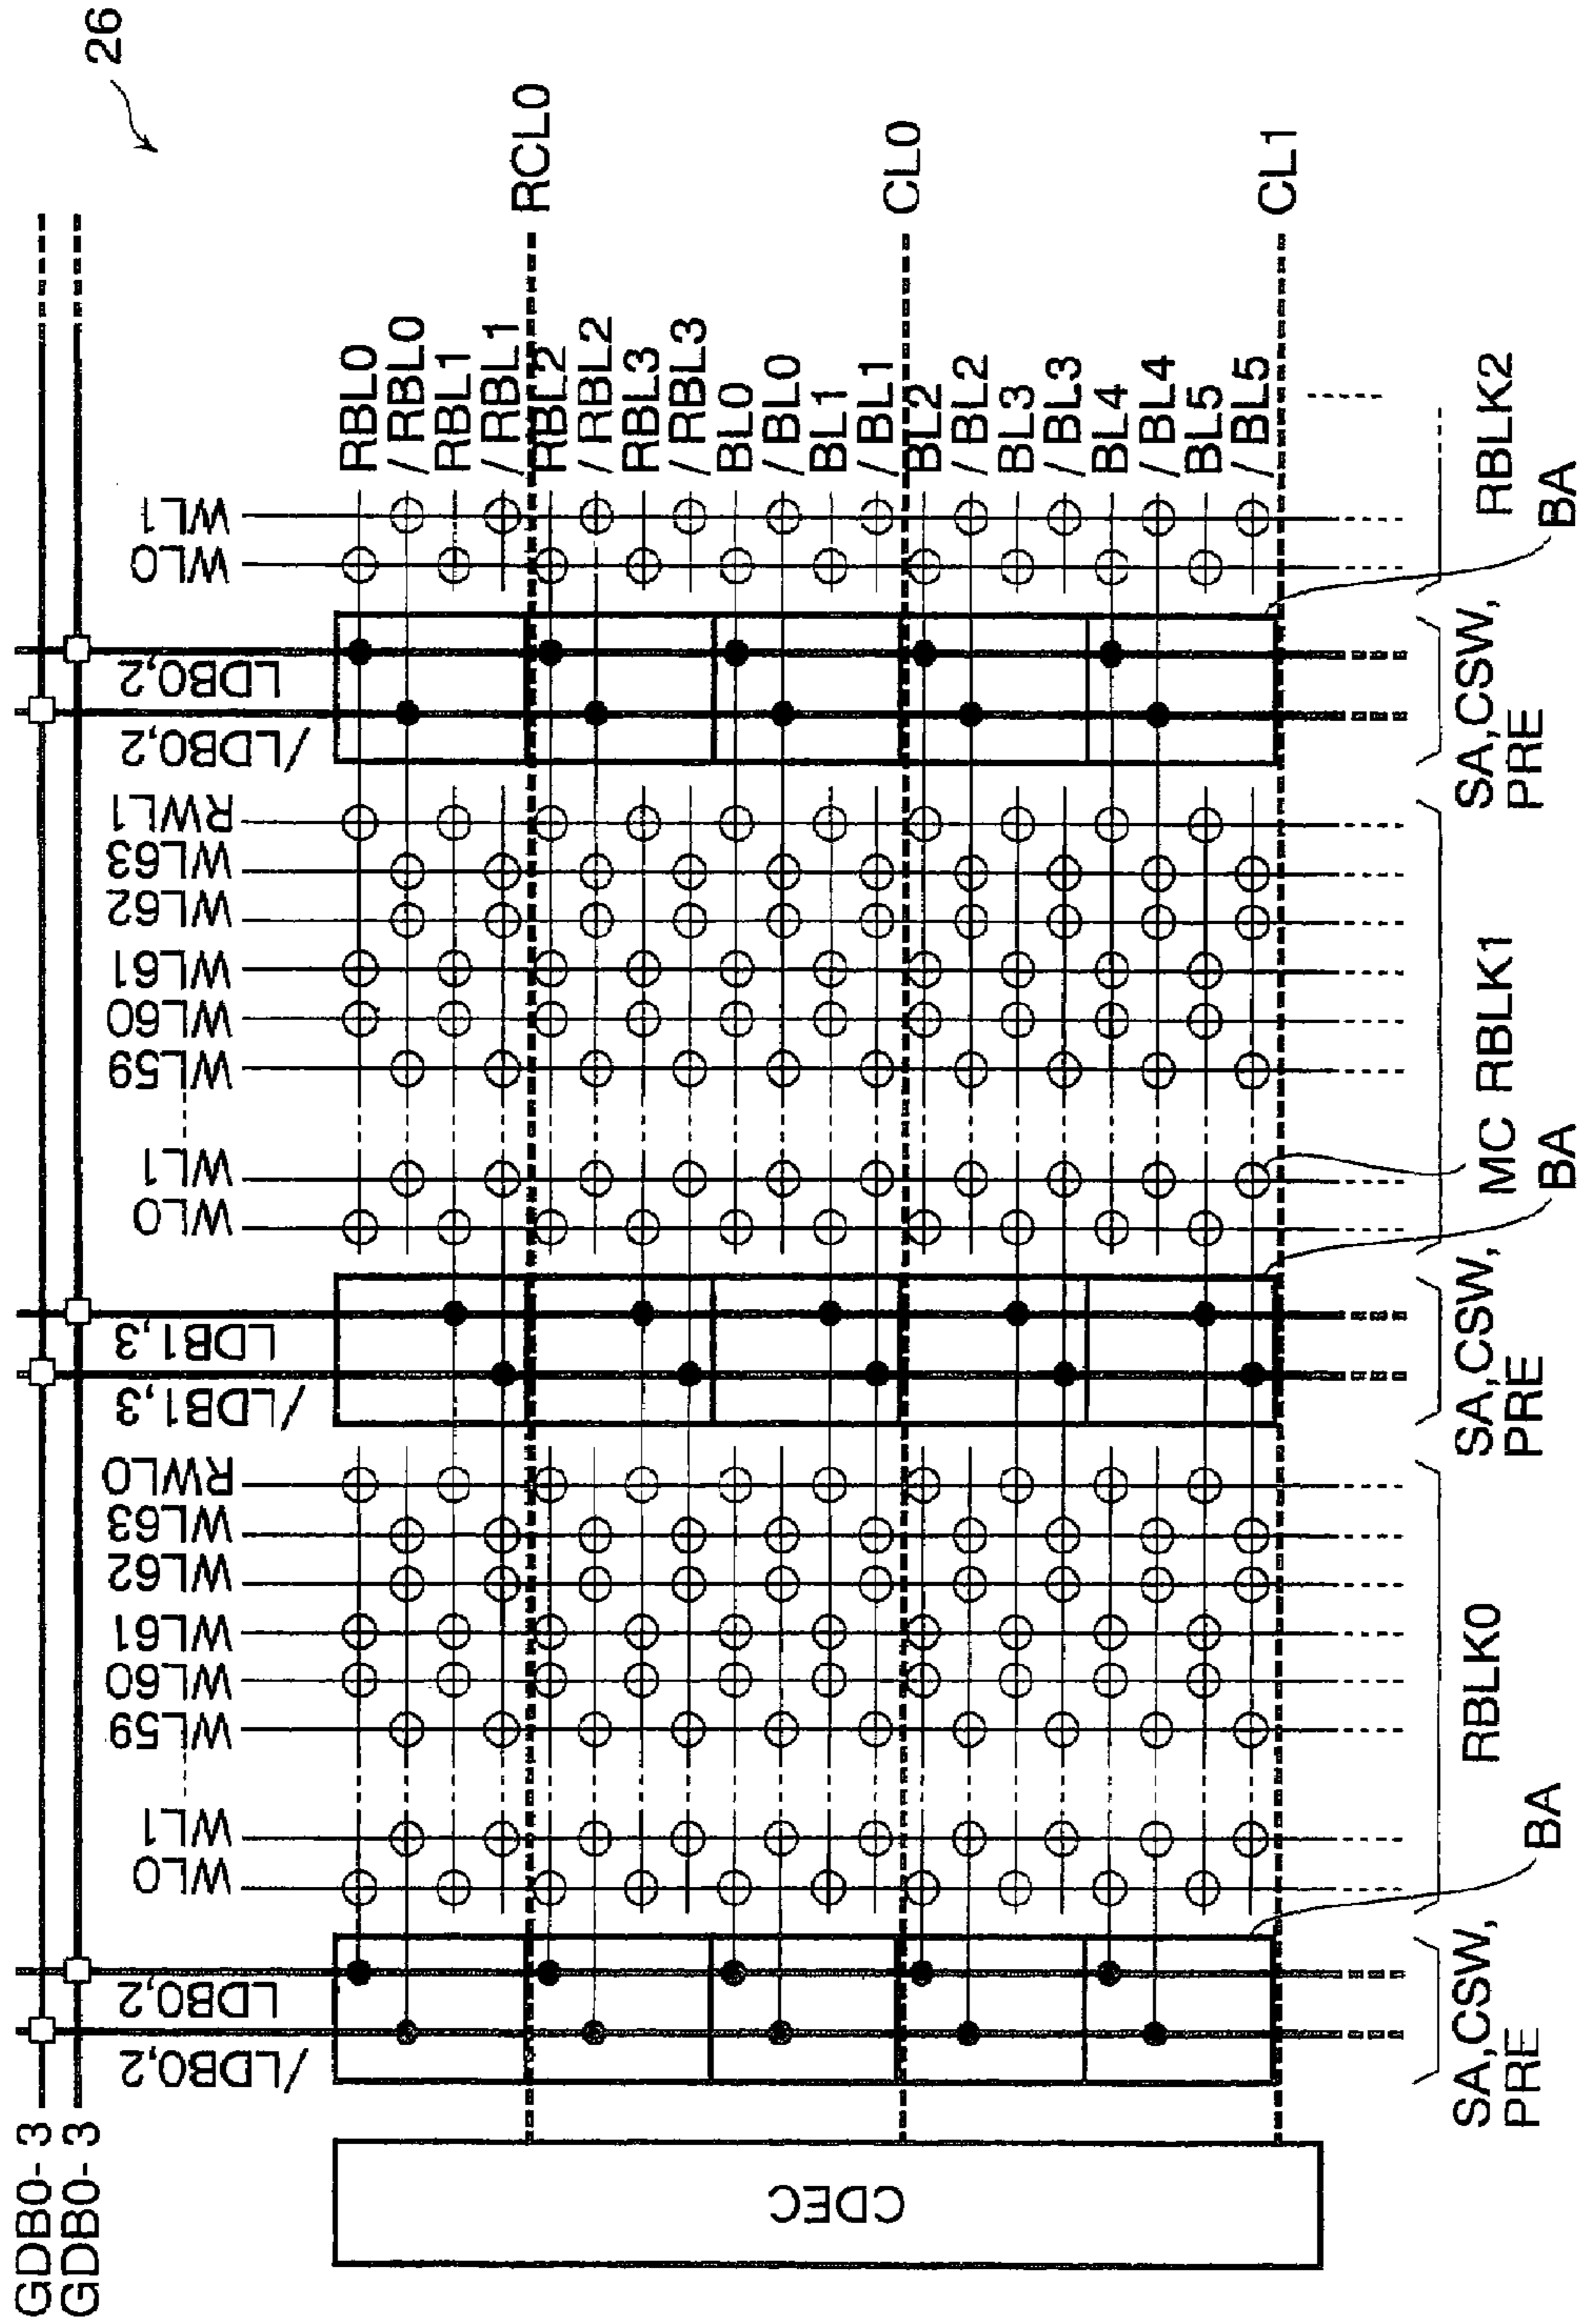 26
GDB0-3
GDB0-3
RCL0
CL0
CL1
RBL0
/RBL0
RBL1
/RBL1
RBL2
/RBL2
RBL3
/RBL3
BL0
/BL0
BL1
/BL1
BL2
/BL2
BL3
/BL3
BL4
/BL4
BL5
/BL5
WL1
WL0
LDB0,2
/LDB0,2
RWL1
WL63
WL62
WL61
WL60
WL59
WL1
WL0
LDB1,3
/LDB1,3
RWL0
WL63
WL62
WL61
WL60
WL59
WL1
WL0
LDB0,2
/LDB0,2
CDEC
RBLK2
BA
SA,CSW,
PRE
MC RBLK1
BA
SA,CSW,
PRE
RBLK0
BA
SA,CSW,
PRE